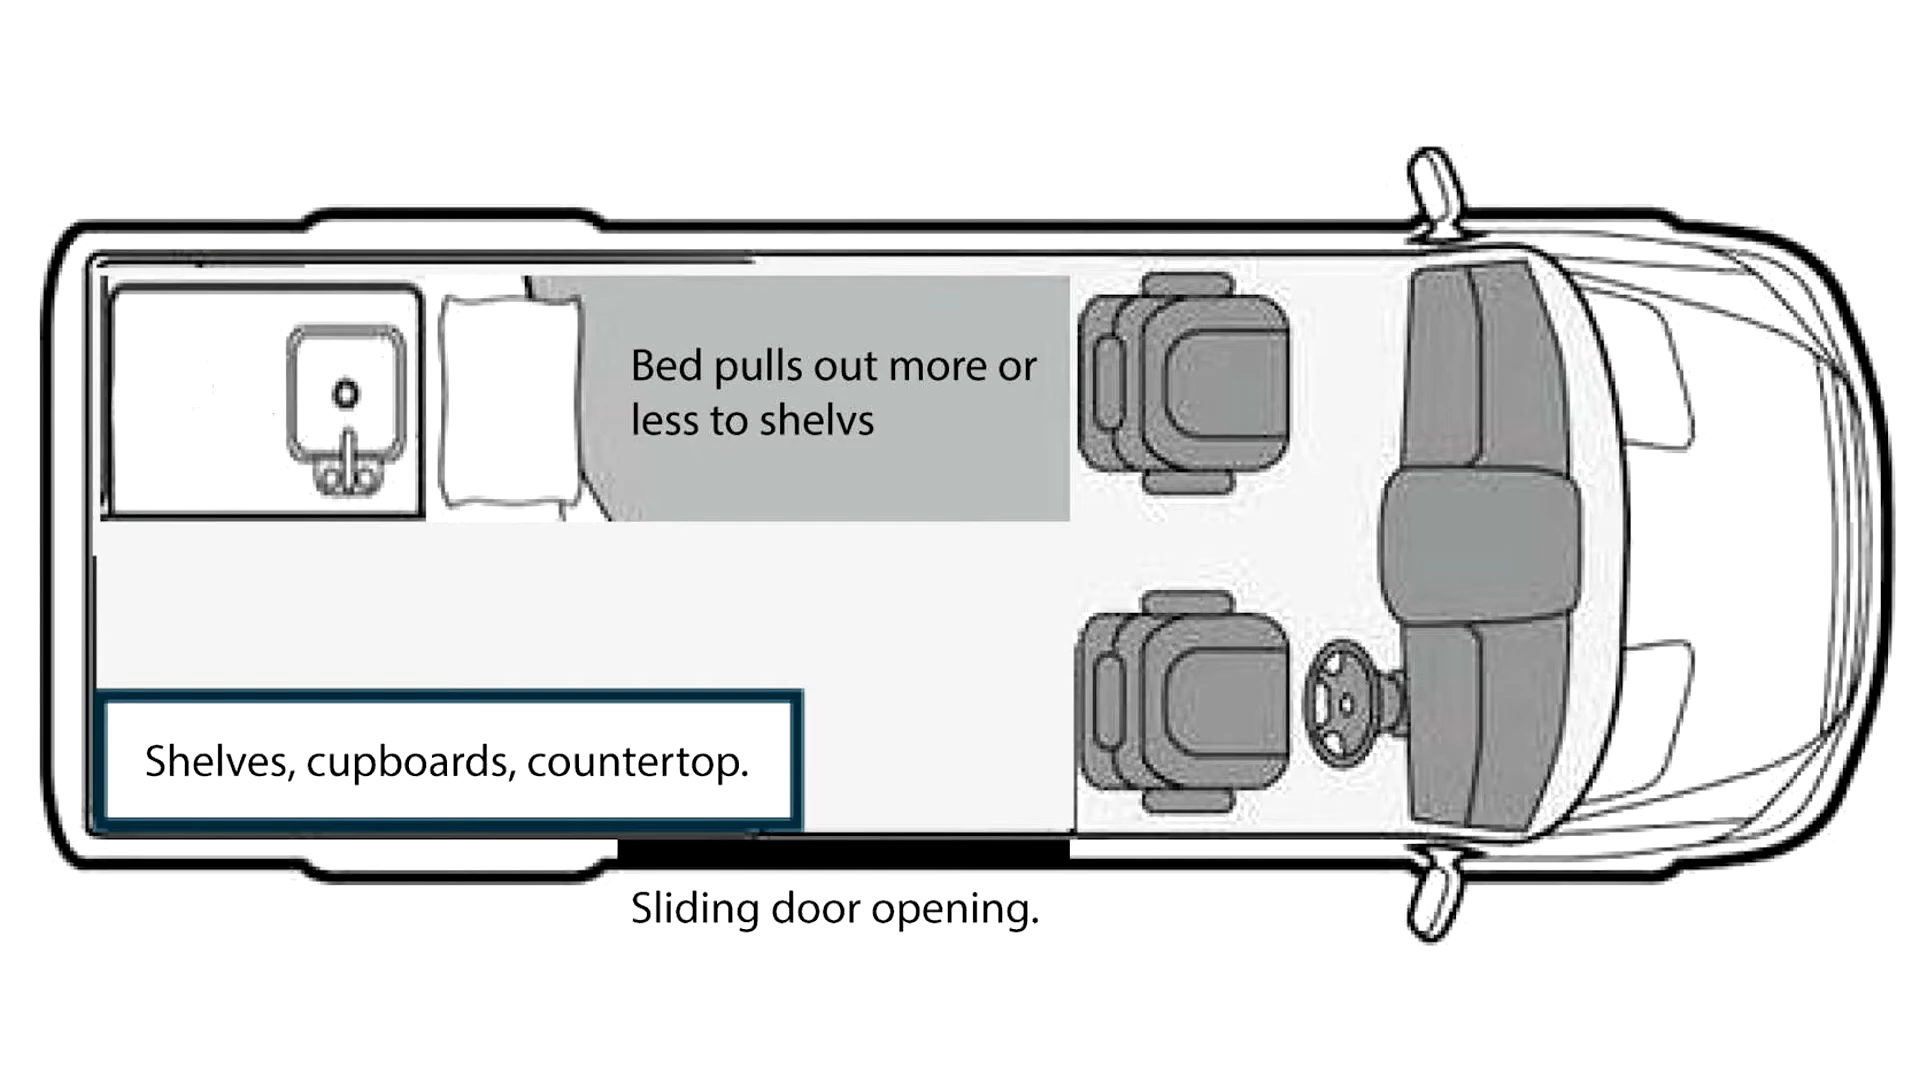 Bed pulls out more or
less to shelvs
Shelves, cupboards, countertop.
Sliding door opening.